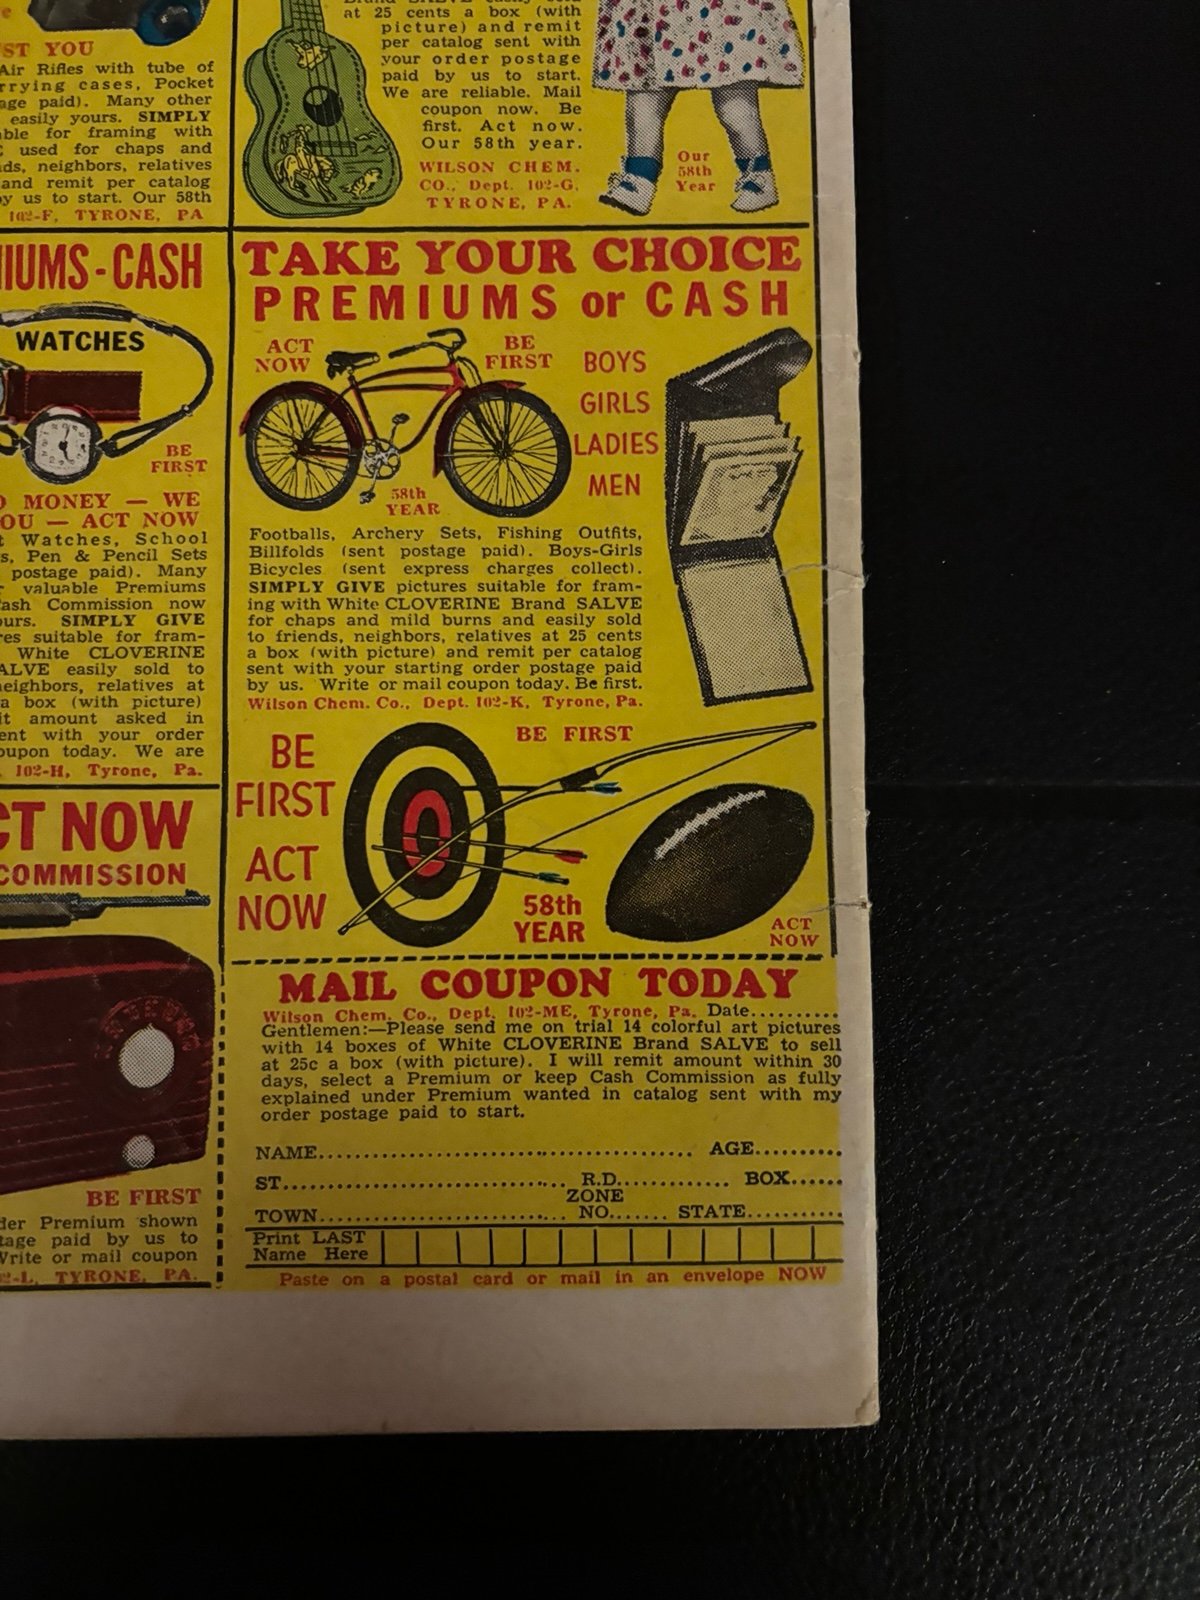 UST YOU
Air Rifles with tube of
rrying cases, Pocket
age paid). Many other
easily yours. SIMPLY
able for framing with
used for chaps and
ds, neighbors, relatives
and remit per catalog
by us to start. Our 58th
102-F, TYRONE, PA
at 25 cents a box (with
picture) and remit
per catalog sent with
your order postage
paid by us to start.
We are reliable. Mail
coupon now. Be
first. Act now.
Our 58th year.
WILSON CHEM.
CO., Dept. 102-G,
TYRONE, PA.
Our
58th
Year
IUMS - CASH
WATCHES
BE
FIRST
O MONEY — WE
OU — ACT NOW
t Watches, School
s, Pen & Pencil Sets
postage paid). Many
r valuable Premiums
ash Commission now
ours. SIMPLY GIVE
res suitable for fram-
White CLOVERINE
ALVE easily sold to
neighbors, relatives at
a box (with picture)
it amount asked in
ent with your order
oupon today. We are
102-H, Tyrone, Pa.
TAKE YOUR CHOICE
PREMIUMS or CASH
ACT
NOW
BE
FIRST
BOYS
GIRLS
LADIES
MEN
58th
YEAR
Footballs, Archery Sets, Fishing Outfits,
Billfolds (sent postage paid). Boys-Girls
Bicycles (sent express charges collect).
SIMPLY GIVE pictures suitable for fram-
ing with White CLOVERINE Brand SALVE
for chaps and mild burns and easily sold
to friends, neighbors, relatives at 25 cents
a box (with picture) and remit per catalog
sent with your starting order postage paid
by us. Write or mail coupon today. Be first.
Wilson Chem. Co., Dept. 102-K, Tyrone, Pa.
BE FIRST
BE
FIRST
ACT
NOW
58th
YEAR
ACT
NOW
CT NOW
COMMISSION
BE FIRST
der Premium shown
tage paid by us to
Write or mail coupon
2-L, TYRONE, PA.
MAIL COUPON TODAY
Wilson Chem. Co., Dept. 102-ME, Tyrone, Pa. Date..........
Gentlemen:—Please send me on trial 14 colorful art pictures
with 14 boxes of White CLOVERINE Brand SALVE to sell
at 25c a box (with picture). I will remit amount within 30
days, select a Premium or keep Cash Commission as fully
explained under Premium wanted in catalog sent with my
order postage paid to start.
NAME.................................................. AGE..........
ST..................................... R.D............. BOX......
ZONE
TOWN................................. NO....... STATE...........
Print LAST
Name Here
Paste on a postal card or mail in an envelope NOW